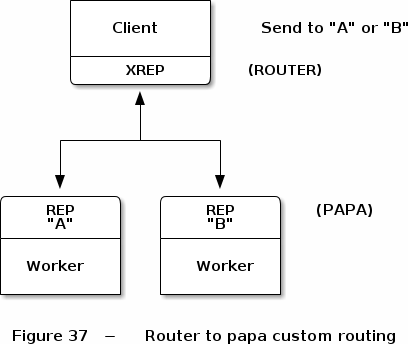 Client
Send to "A" or "B"
XREP
(ROUTER)
REP
"A"
REP
"B"
(PAPA)
Worker
Worker
Figure 37 − Router to papa custom routing